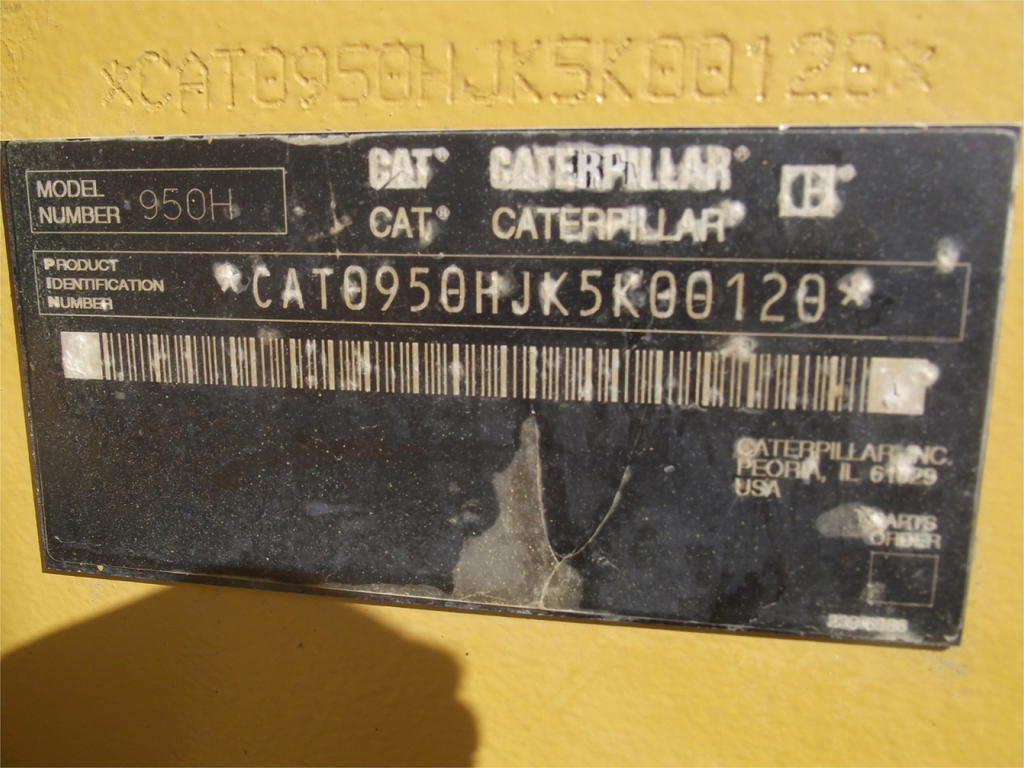 *CAT0950HJK5K00120*
CAT® CATERPILLAR®
MODEL
NUMBER 950H
CAT® CATERPILLAR®
PRODUCT
IDENTIFICATION
NUMBER
*CAT0950HJK5K00120*
CATERPILLAR INC.
PEORIA, IL 61629
USA
PARTS
ORDER